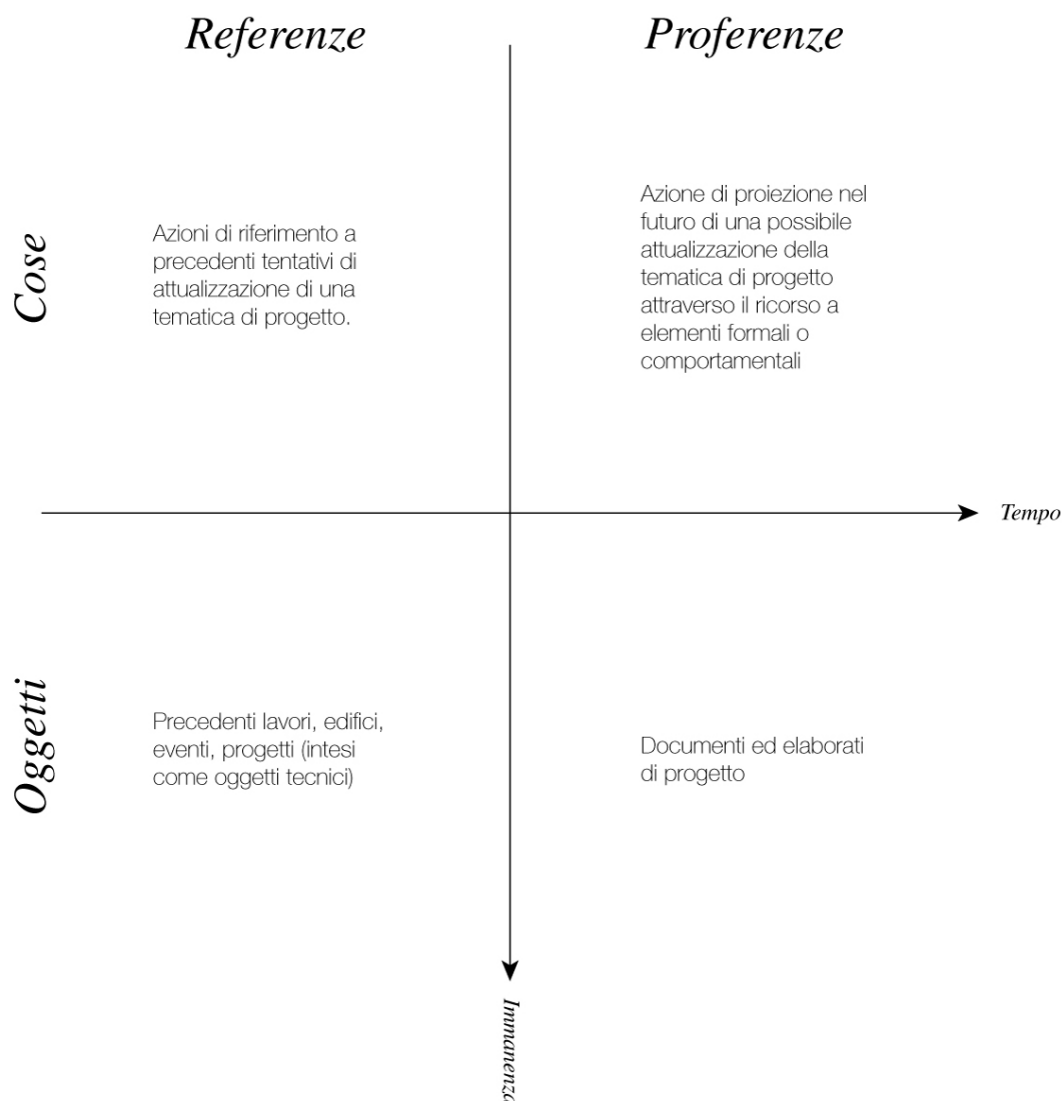 Referenze
Proferenze
Cose
Azioni di riferimento a
precedenti tentativi di
attualizzazione di una
tematica di progetto.
Azione di proiezione nel
futuro di una possibile
attualizzazione della
tematica di progetto
attraverso il ricorso a
elementi formali o
comportamentali
Tempo
Oggetti
Precedenti lavori, edifici,
eventi, progetti (intesi
come oggetti tecnici)
Documenti ed elaborati
di progetto
Immanenza